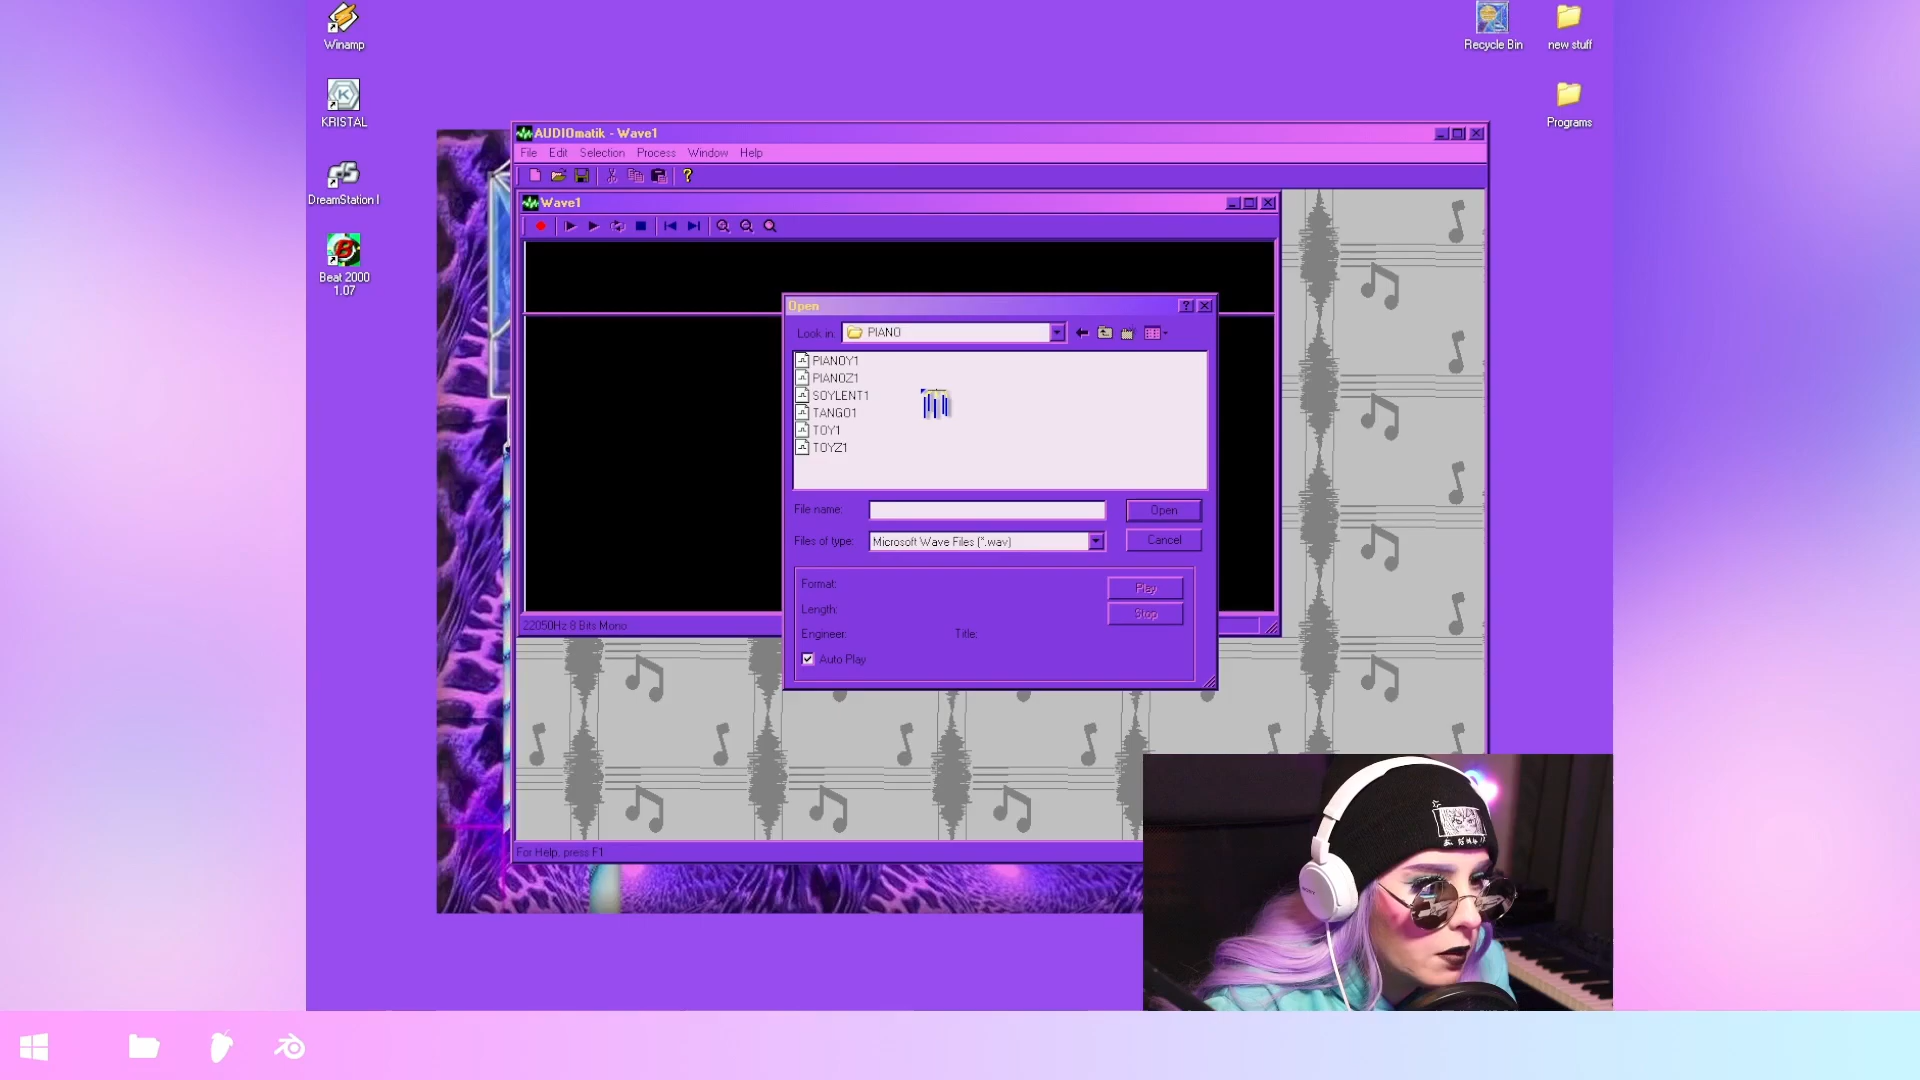 Winamp
KRISTAL
DreamStation I
Beat 2000
1.07
Recycle Bin
new stuff
Programs
AUDIOmatik - Wave1
File Edit Selection Process Window Help
Wave1
Open
Look in: PIANO
PIANOY1
PIANOZ1
SOYLENT1
TANGO1
TOY1
TOYZ1
File name: Open
Files of type: Microsoft Wave Files (*.wav) Cancel
Format: Play
Length: Stop
Engineer: Title:
Auto Play
22050Hz 8 Bits Mono
For Help, press F1
SONY